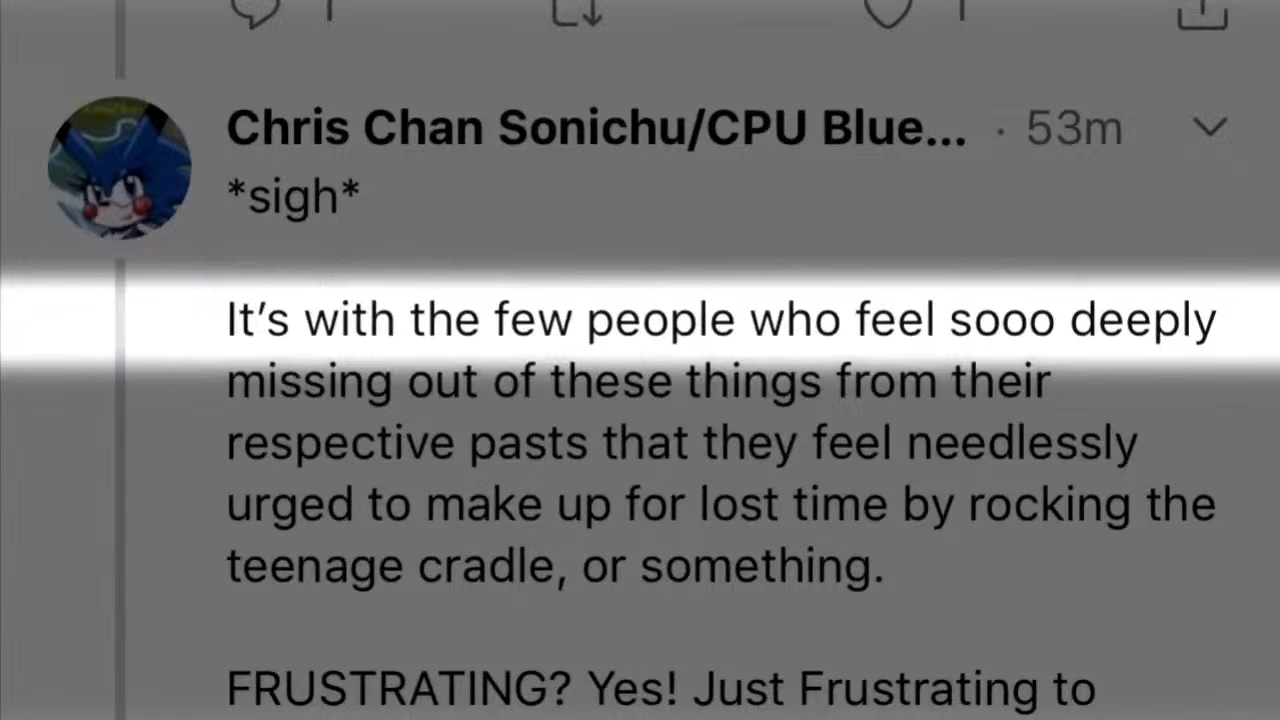 1 1
Chris Chan Sonichu/CPU Blue... · 53m
*sigh*
It’s with the few people who feel sooo deeply
missing out of these things from their
respective pasts that they feel needlessly
urged to make up for lost time by rocking the
teenage cradle, or something.
FRUSTRATING? Yes! Just Frustrating to